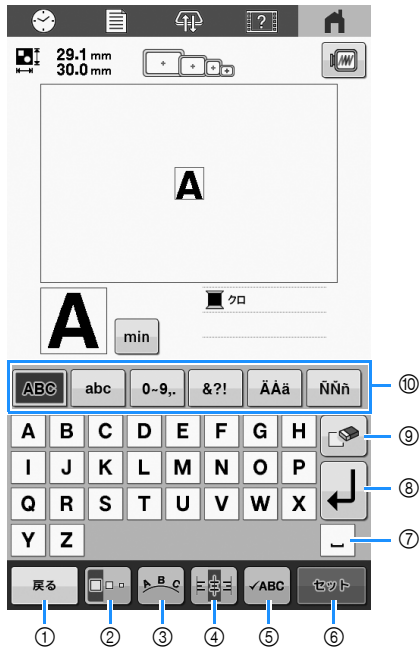 ?
29.1 mm
30.0 mm
A
A
min
クロ
ABC abc 0~9,. &?! ÄÅä ÑÑñ ⑩
A B C D E F G H ⑨
I J K L M N O P ⑧
Q R S T U V W X
Y Z ⑦
戻る A B C ✓ABC セット
① ② ③ ④ ⑤ ⑥